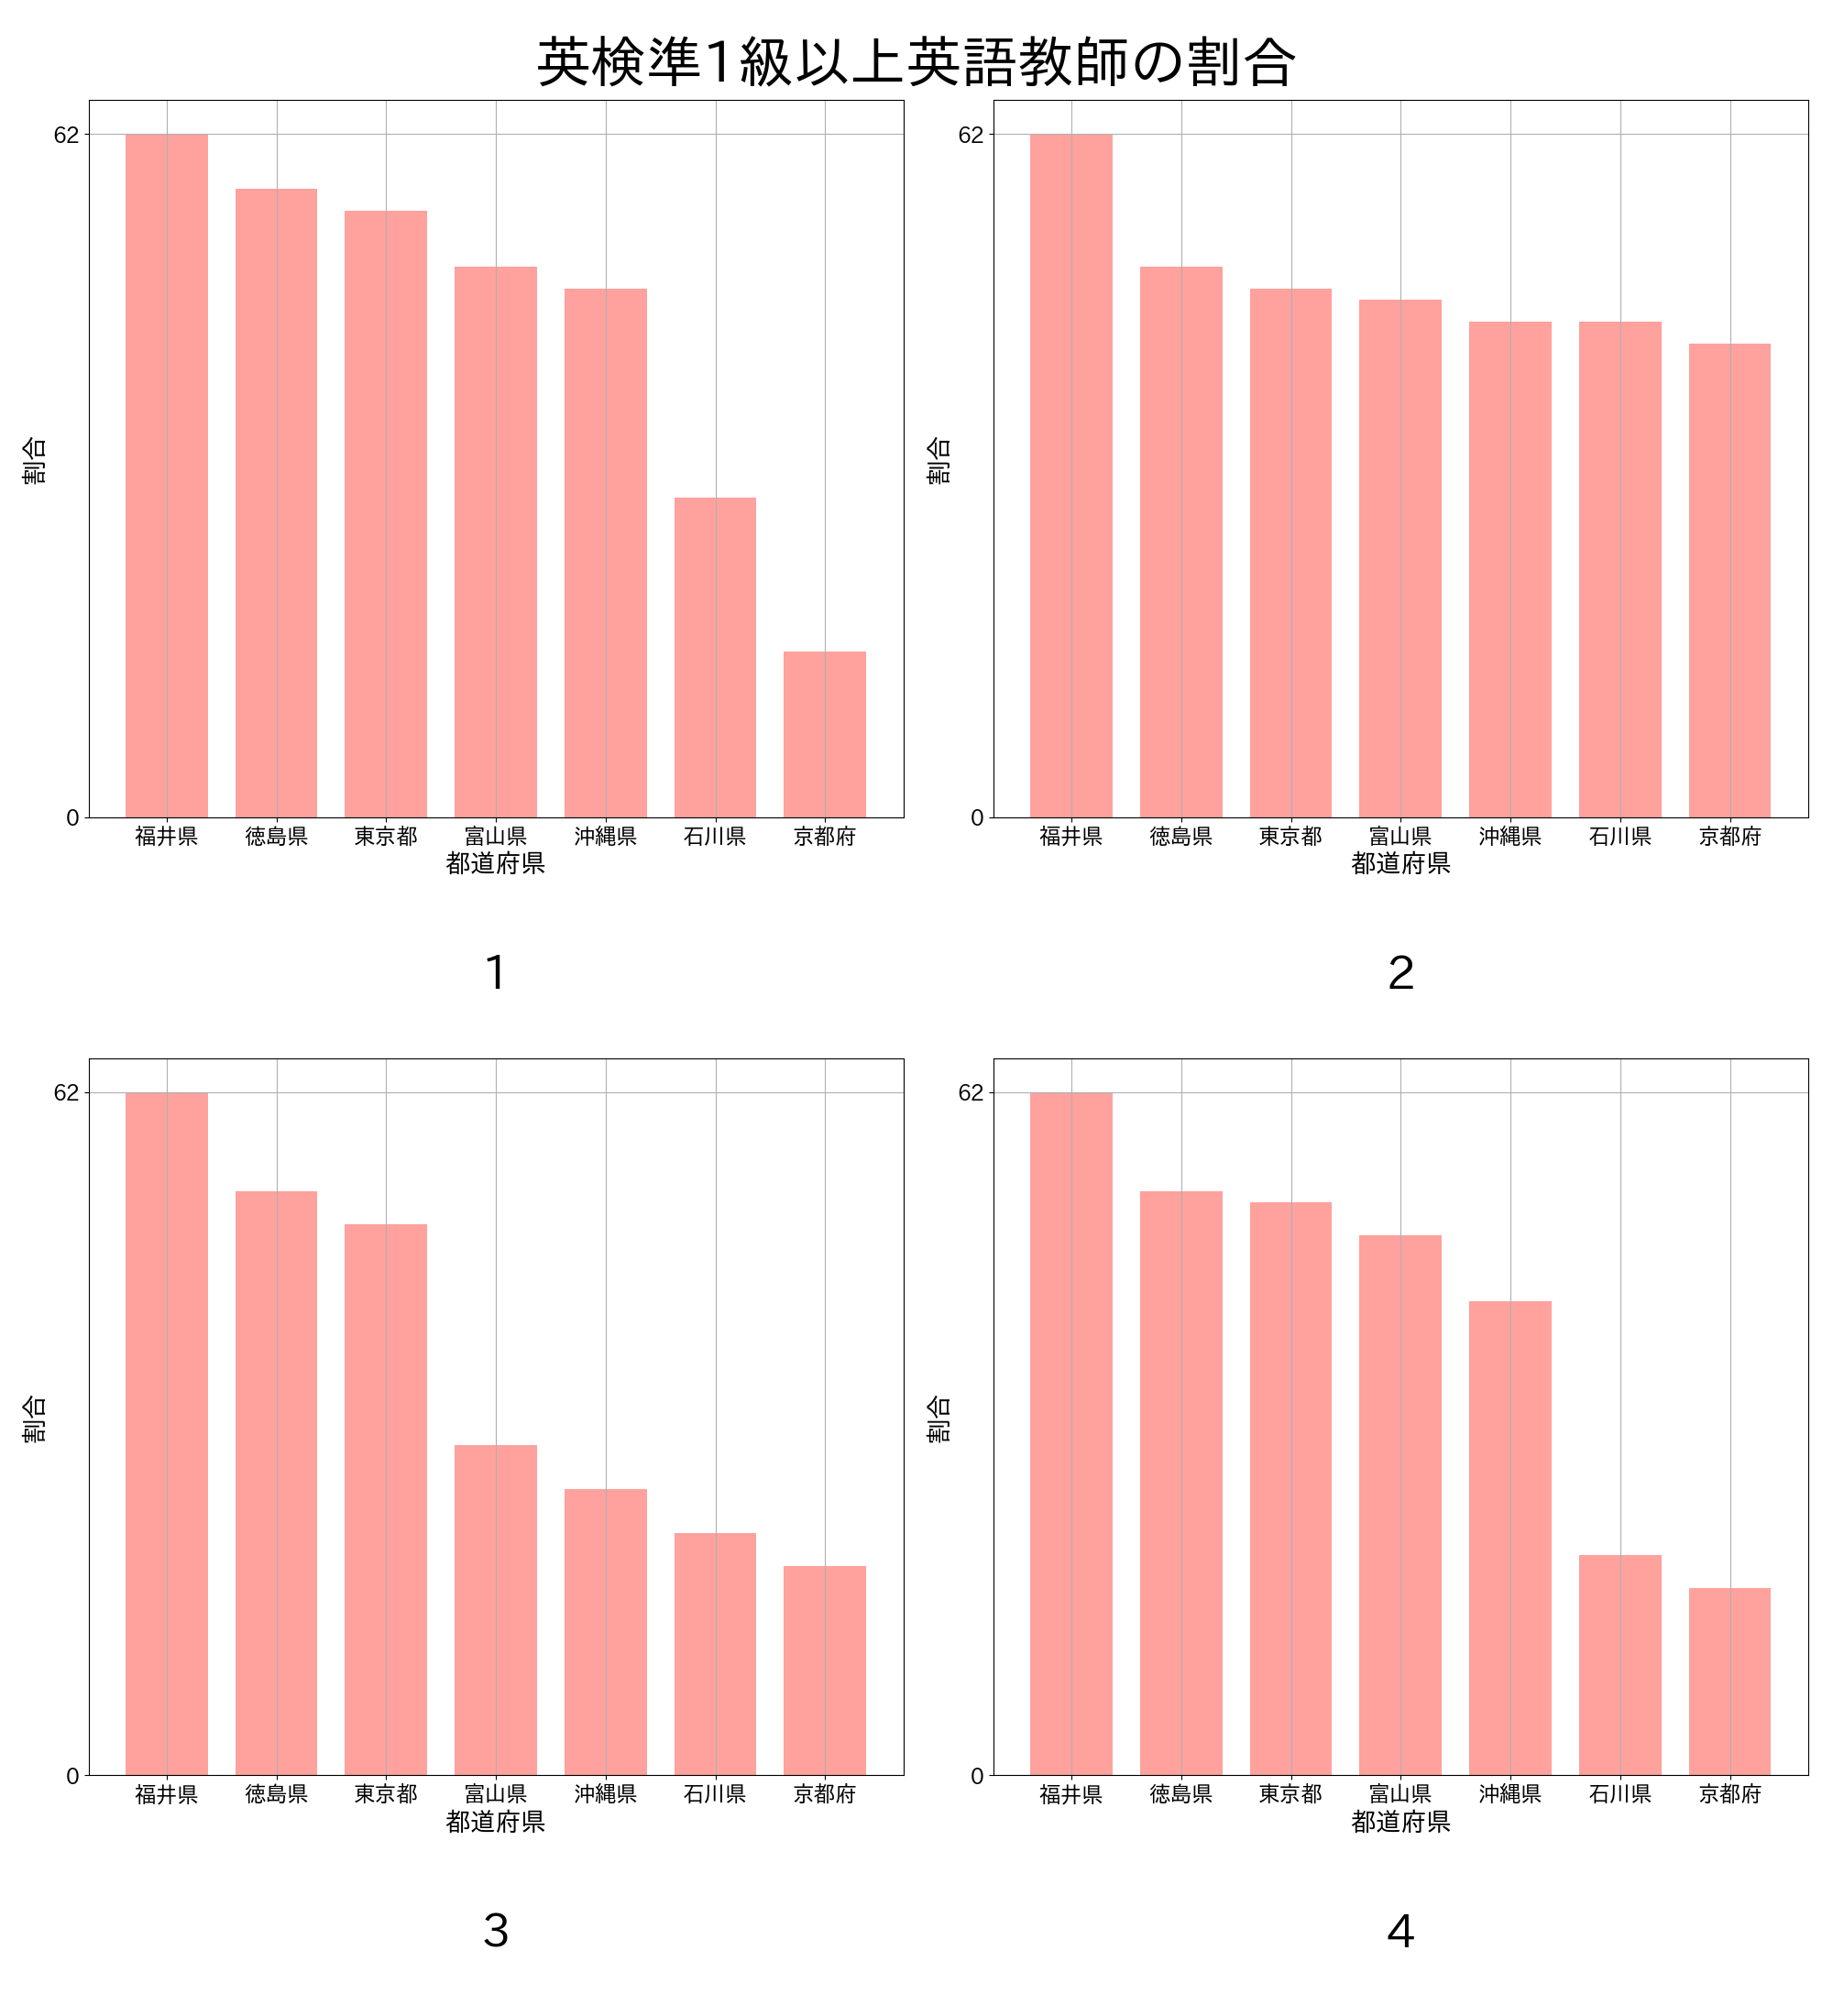 英検準1級以上英語教師の割合
62
0
割合
福井県 徳島県 東京都 富山県 沖縄県 石川県 京都府
都道府県
1
62
0
割合
福井県 徳島県 東京都 富山県 沖縄県 石川県 京都府
都道府県
2
62
0
割合
福井県 徳島県 東京都 富山県 沖縄県 石川県 京都府
都道府県
3
62
0
割合
福井県 徳島県 東京都 富山県 沖縄県 石川県 京都府
都道府県
4